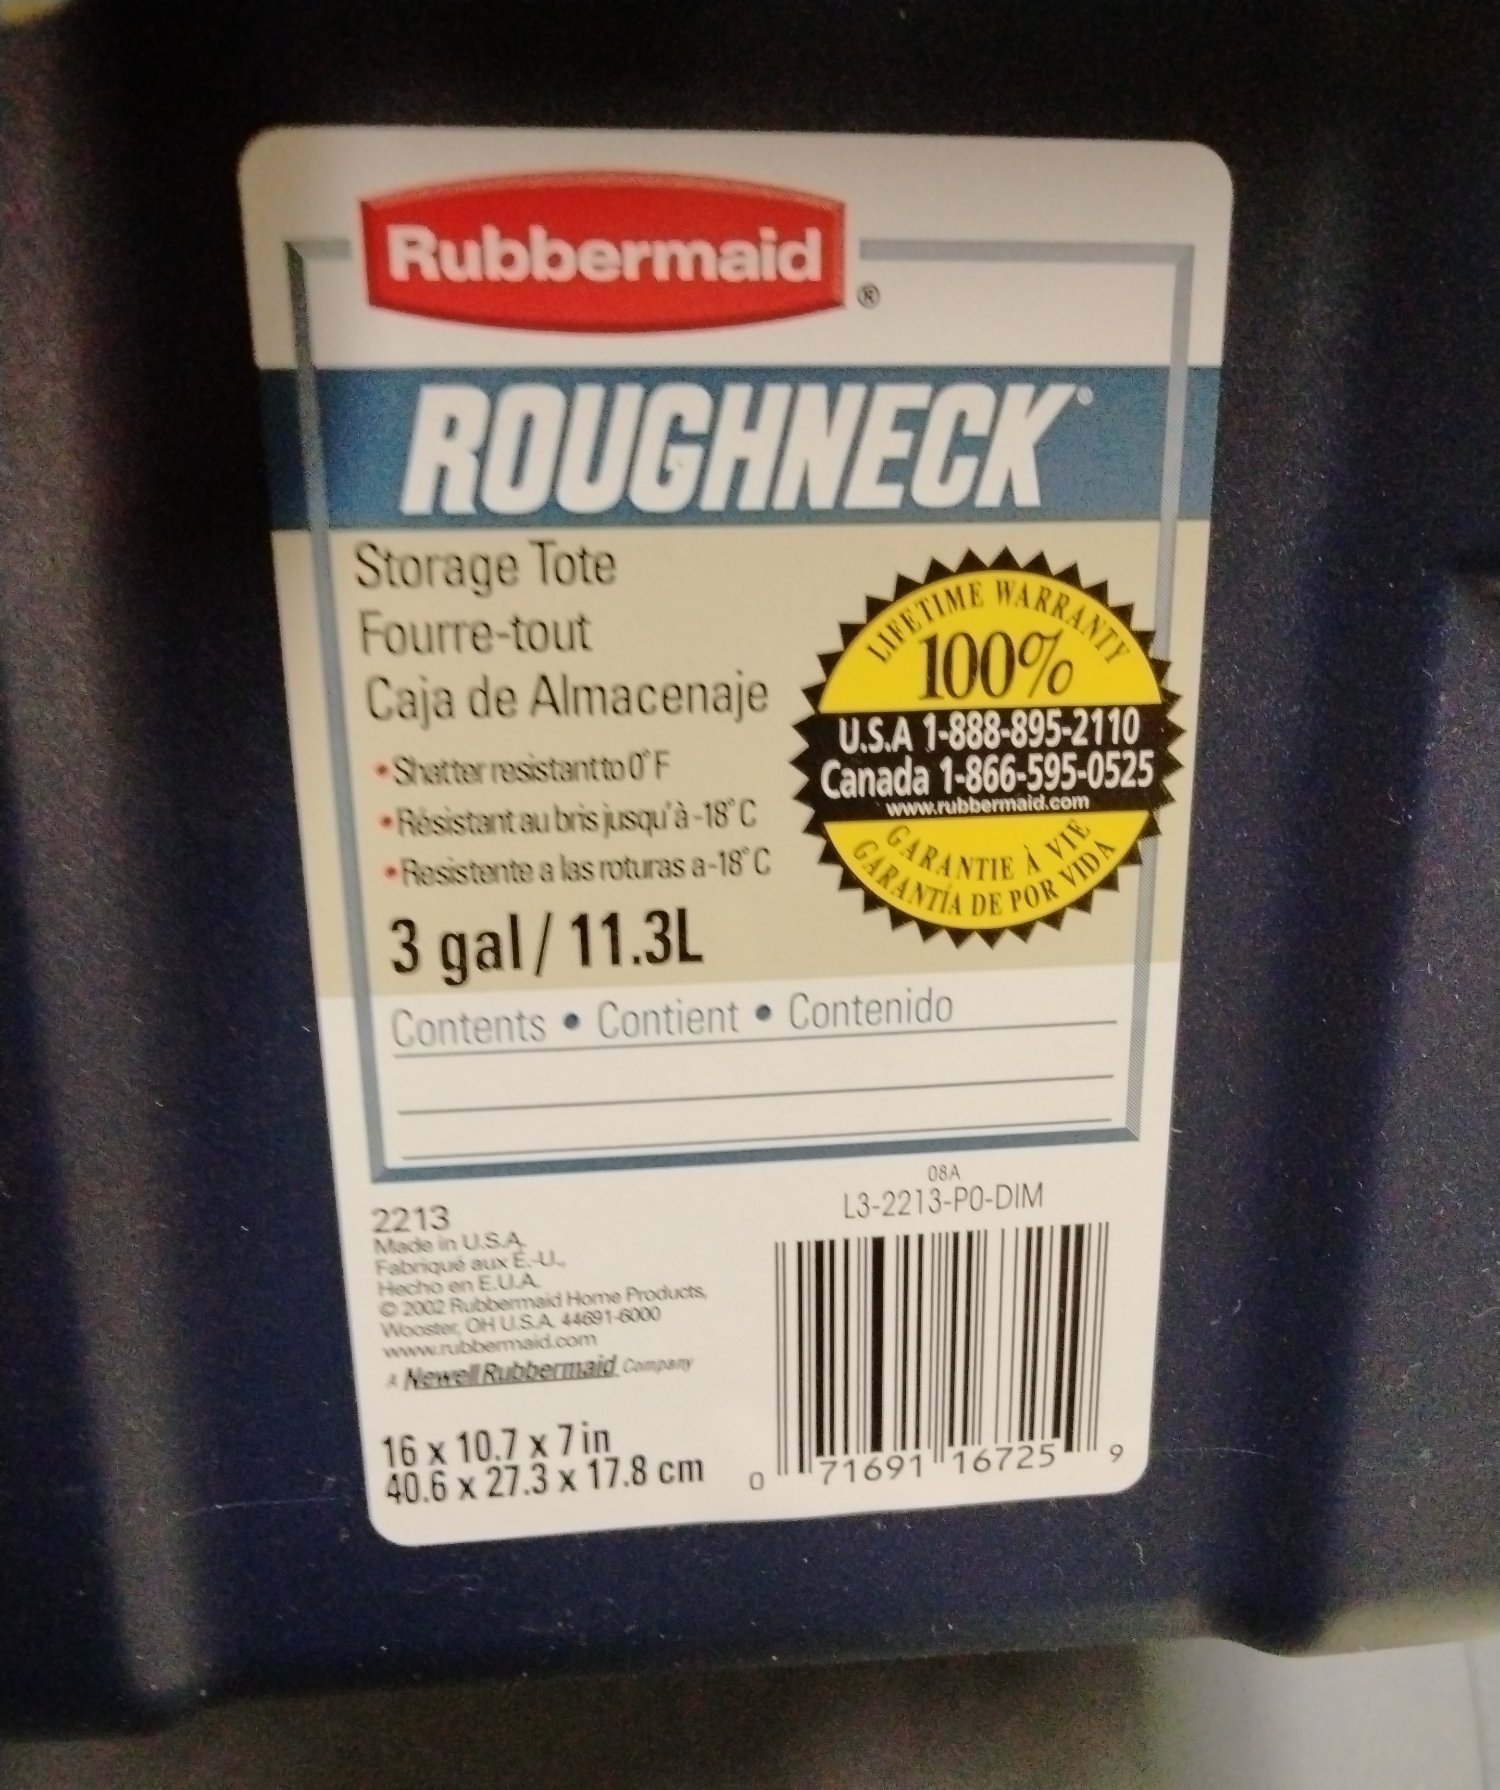 Rubbermaid®
ROUGHNECK®
Storage Tote
Fourre-tout
Caja de Almacenaje
• Shatter resistant to 0° F
• Résistant au bris jusqu'à -18° C
• Resistente a las roturas a -18° C
3 gal / 11.3L
LIFETIME WARRANTY
100%
U.S.A 1-888-895-2110
Canada 1-866-595-0525
www.rubbermaid.com
GARANTIE À VIE
GARANTÍA DE POR VIDA
Contents • Contient • Contenido
2213
Made in U.S.A.
Fabriqué aux É.-U.,
Hecho en E.U.A.
© 2002 Rubbermaid Home Products,
Wooster, OH U.S.A. 44691-6000
www.rubbermaid.com
A Newell Rubbermaid Company
16 x 10.7 x 7 in
40.6 x 27.3 x 17.8 cm
08A
L3-2213-P0-DIM
0 71691 16725 9